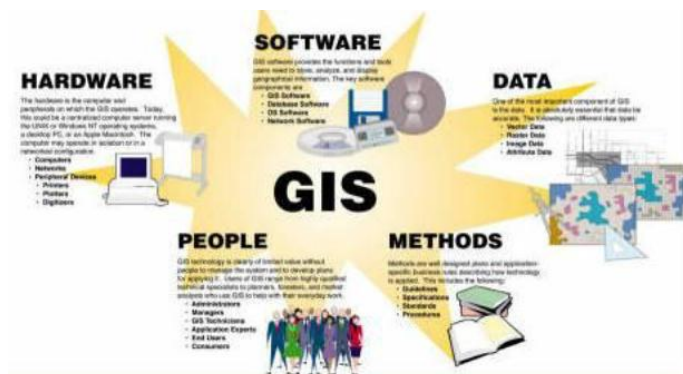 SOFTWARE
GIS software provides the functions and tools
users need to store, analyze, and display
geographical information. The key software
components are
• GIS Software
• Database Software
• OS Software
• Network Software
HARDWARE
The hardware is the computer and
peripherals on which the GIS operates. Today,
this could be a centralized computer server running
the UNIX or Windows NT operating systems,
a desktop PC, or an Apple Macintosh. The
computer may operate in isolation or in a
networked configuration.
• Computers
• Networks
• Peripheral Devices
• Printers
• Plotters
• Digitizers
DATA
One of the most important component of GIS
is the data. It is absolutely essential that data be
accurate. The following are different data types:
• Vector Data
• Raster Data
• Image Data
• Attribute Data
GIS
PEOPLE
GIS technology is clearly of limited value without
people to manage the system and to develop plans
for applying it. Users of GIS range from highly qualified
technical specialists to planners, foresters, and market
analysts who use GIS to help with their everyday work.
• Administrators
• Managers
• GIS Technicians
• Application Experts
• End Users
• Consumers
METHODS
Methods are well designed plans and application-
specific business rules describing how technology
is applied. This includes the following:
• Guidelines
• Specifications
• Standards
• Procedures